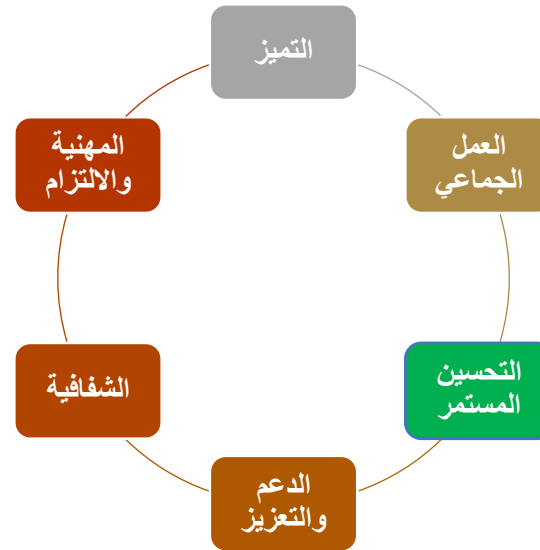 التميز
العمل
الجماعي
التحسين
المستمر
الدعم
والتعزيز
الشفافية
المهنية
والالتزام